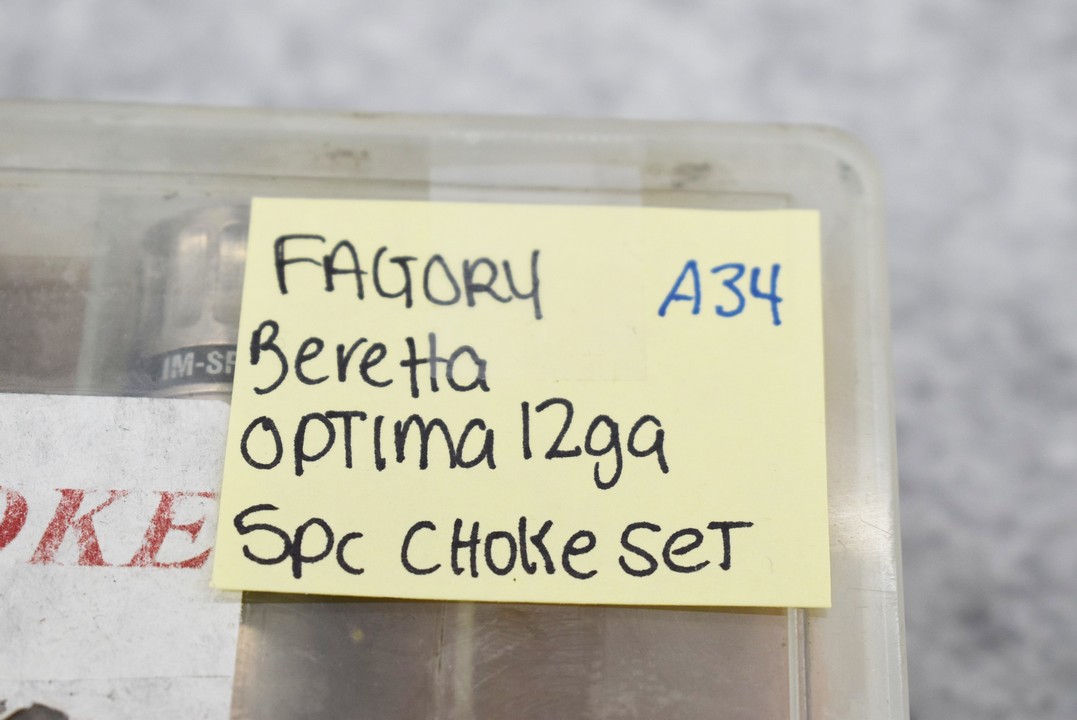 FAGORY A34
Beretta
OPTIMa 12ga
5pc CHOKE SET
IM-SP
OKE